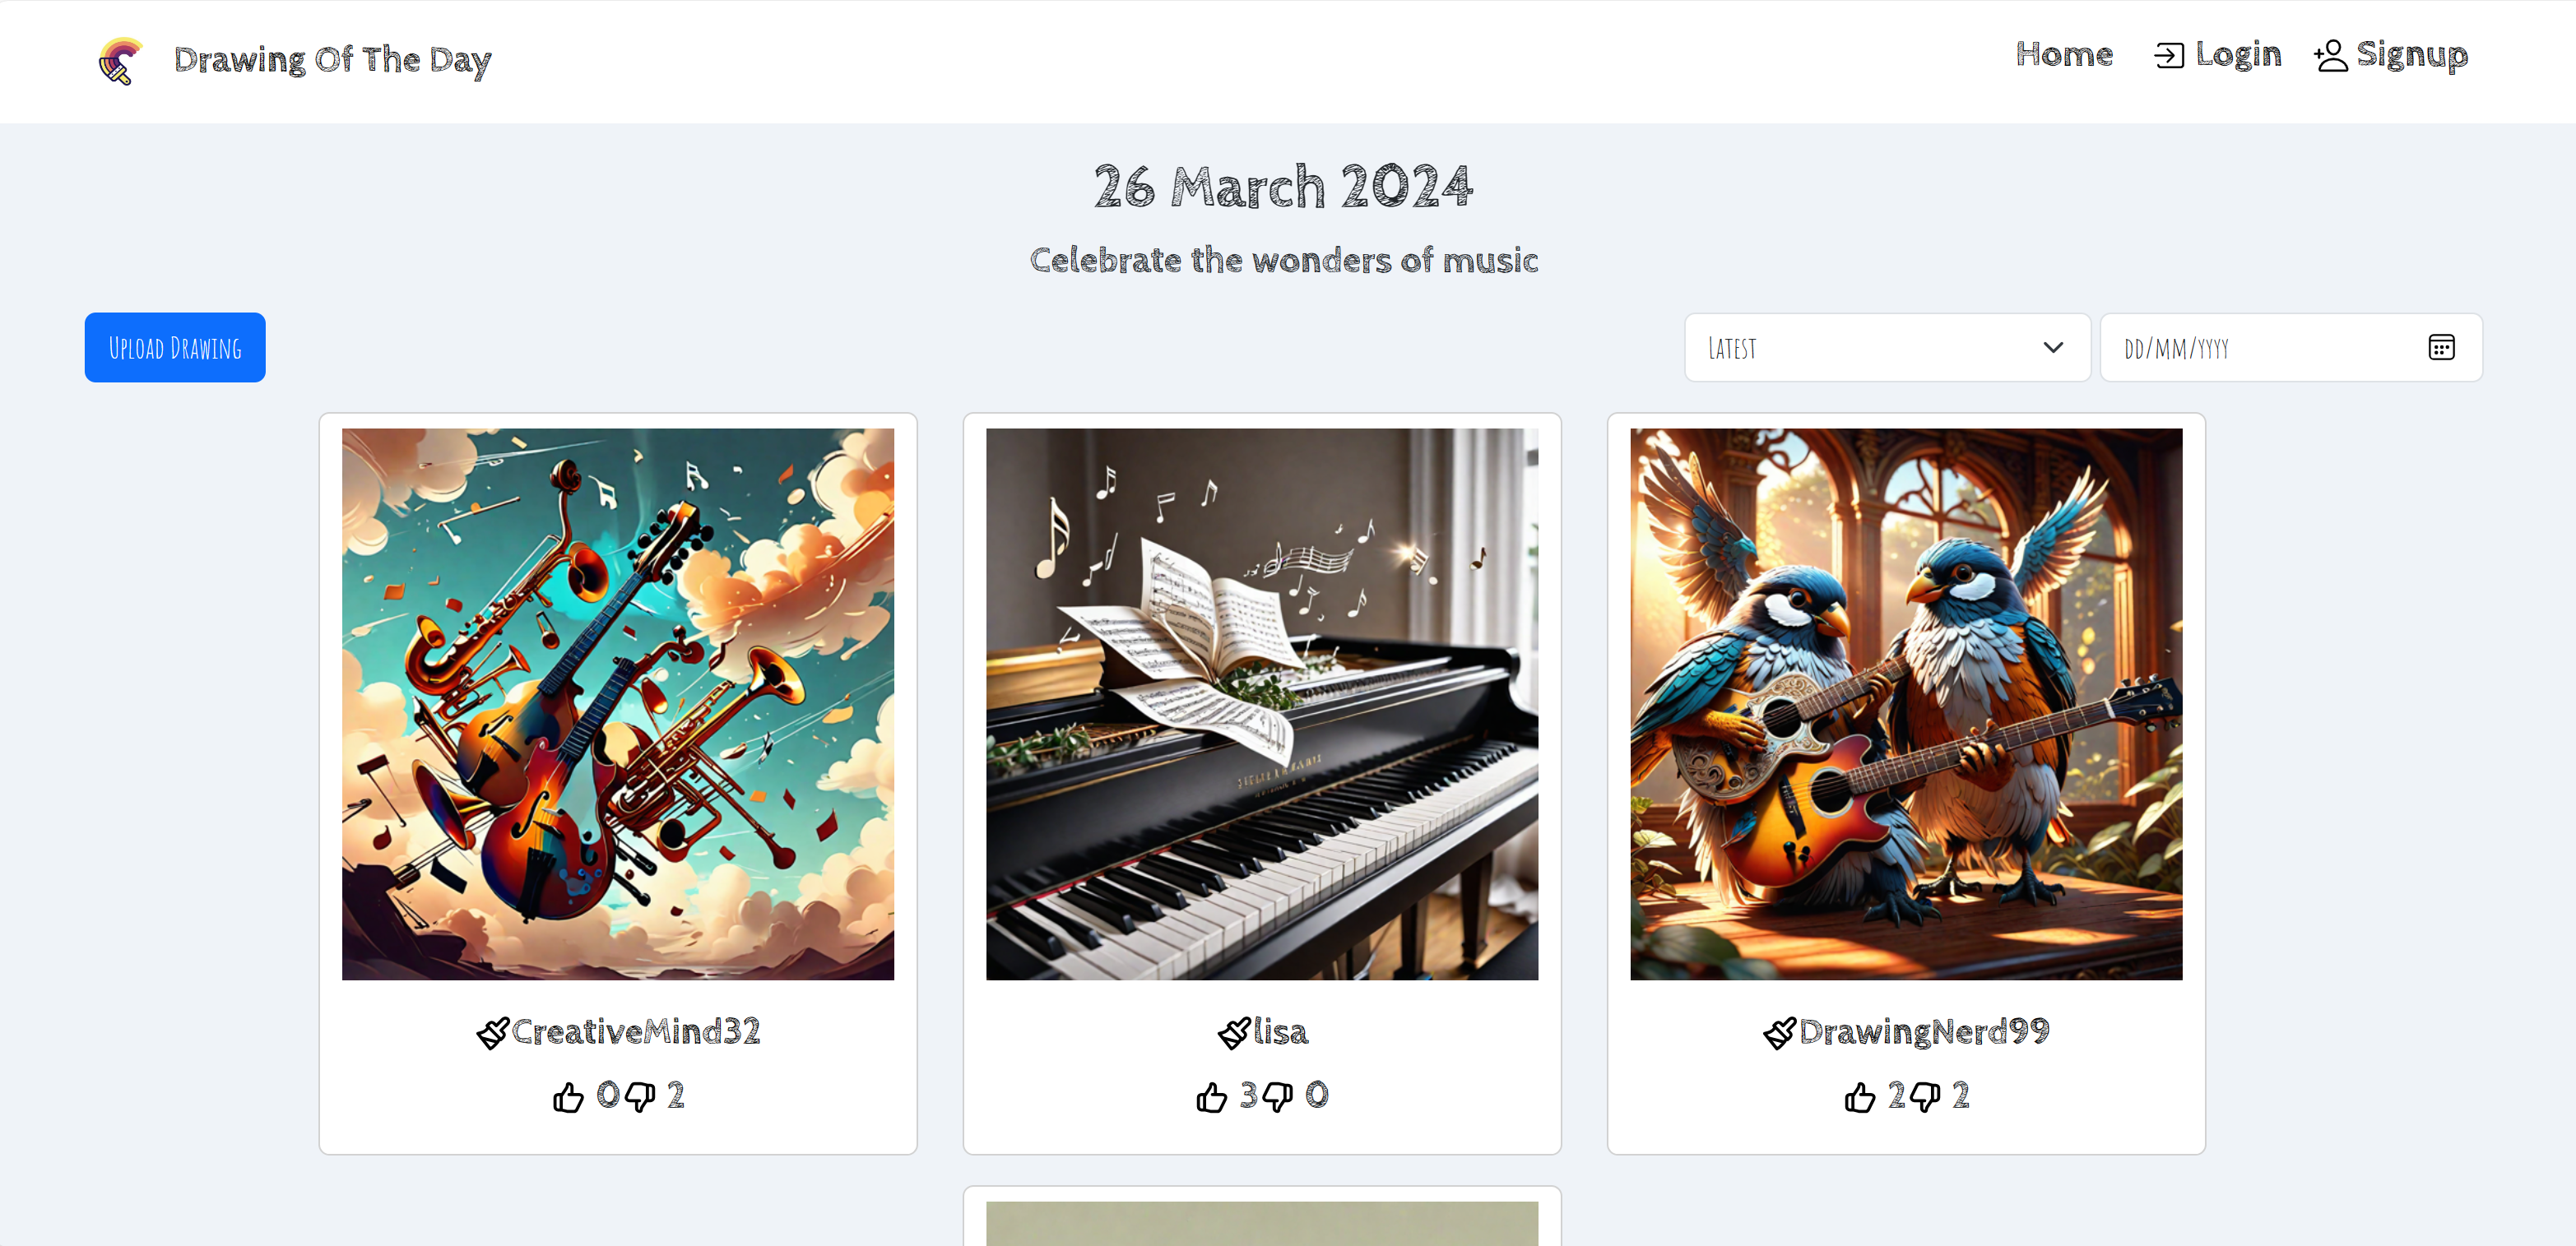 Drawing Of The Day
Home Login Signup
26 March 2024
Celebrate the wonders of music
Upload Drawing
Latest
dd/mm/yyyy
CreativeMind32
lisa
DrawingNerd99
0 2
3 0
2 2